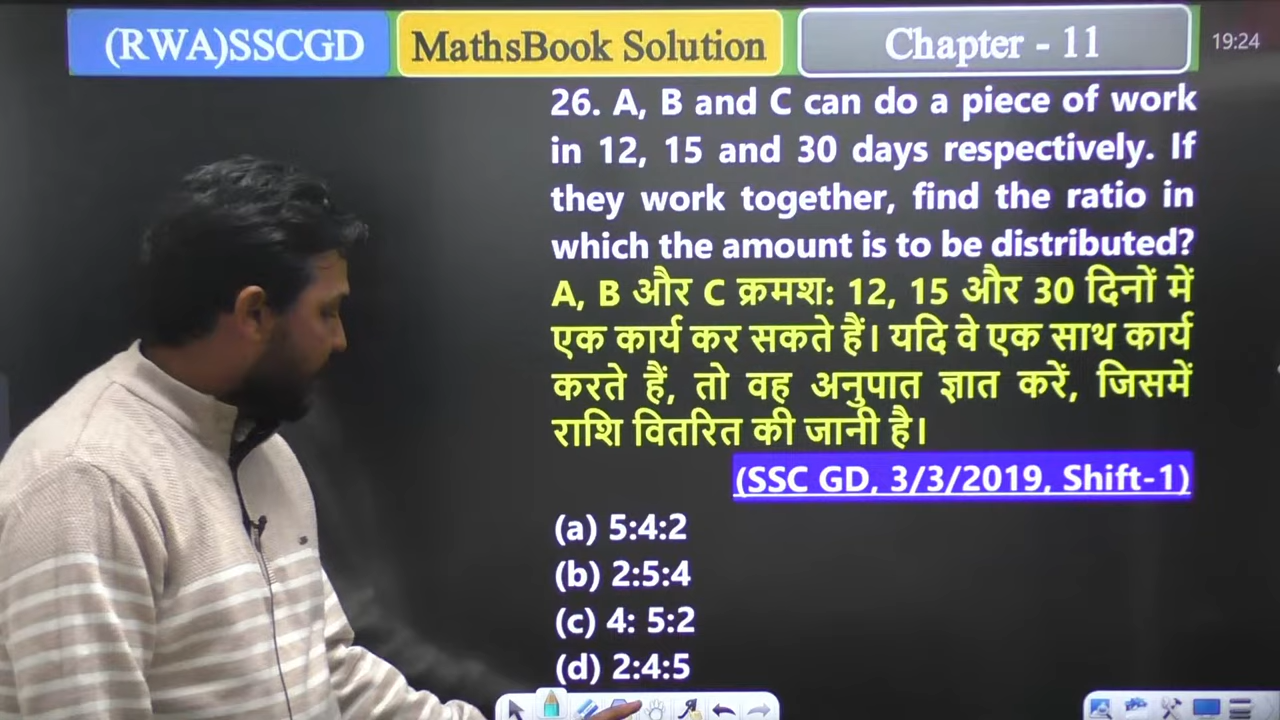 (RWA)SSCGD
MathsBook Solution
Chapter - 11
19:24
26. A, B and C can do a piece of work
in 12, 15 and 30 days respectively. If
they work together, find the ratio in
which the amount is to be distributed?
A, B और C क्रमश: 12, 15 और 30 दिनों में
एक कार्य कर सकते हैं। यदि वे एक साथ कार्य
करते हैं, तो वह अनुपात ज्ञात करें, जिसमें
राशि वितरित की जानी है।
(SSC GD, 3/3/2019, Shift-1)
(a) 5:4:2
(b) 2:5:4
(c) 4: 5:2
(d) 2:4:5